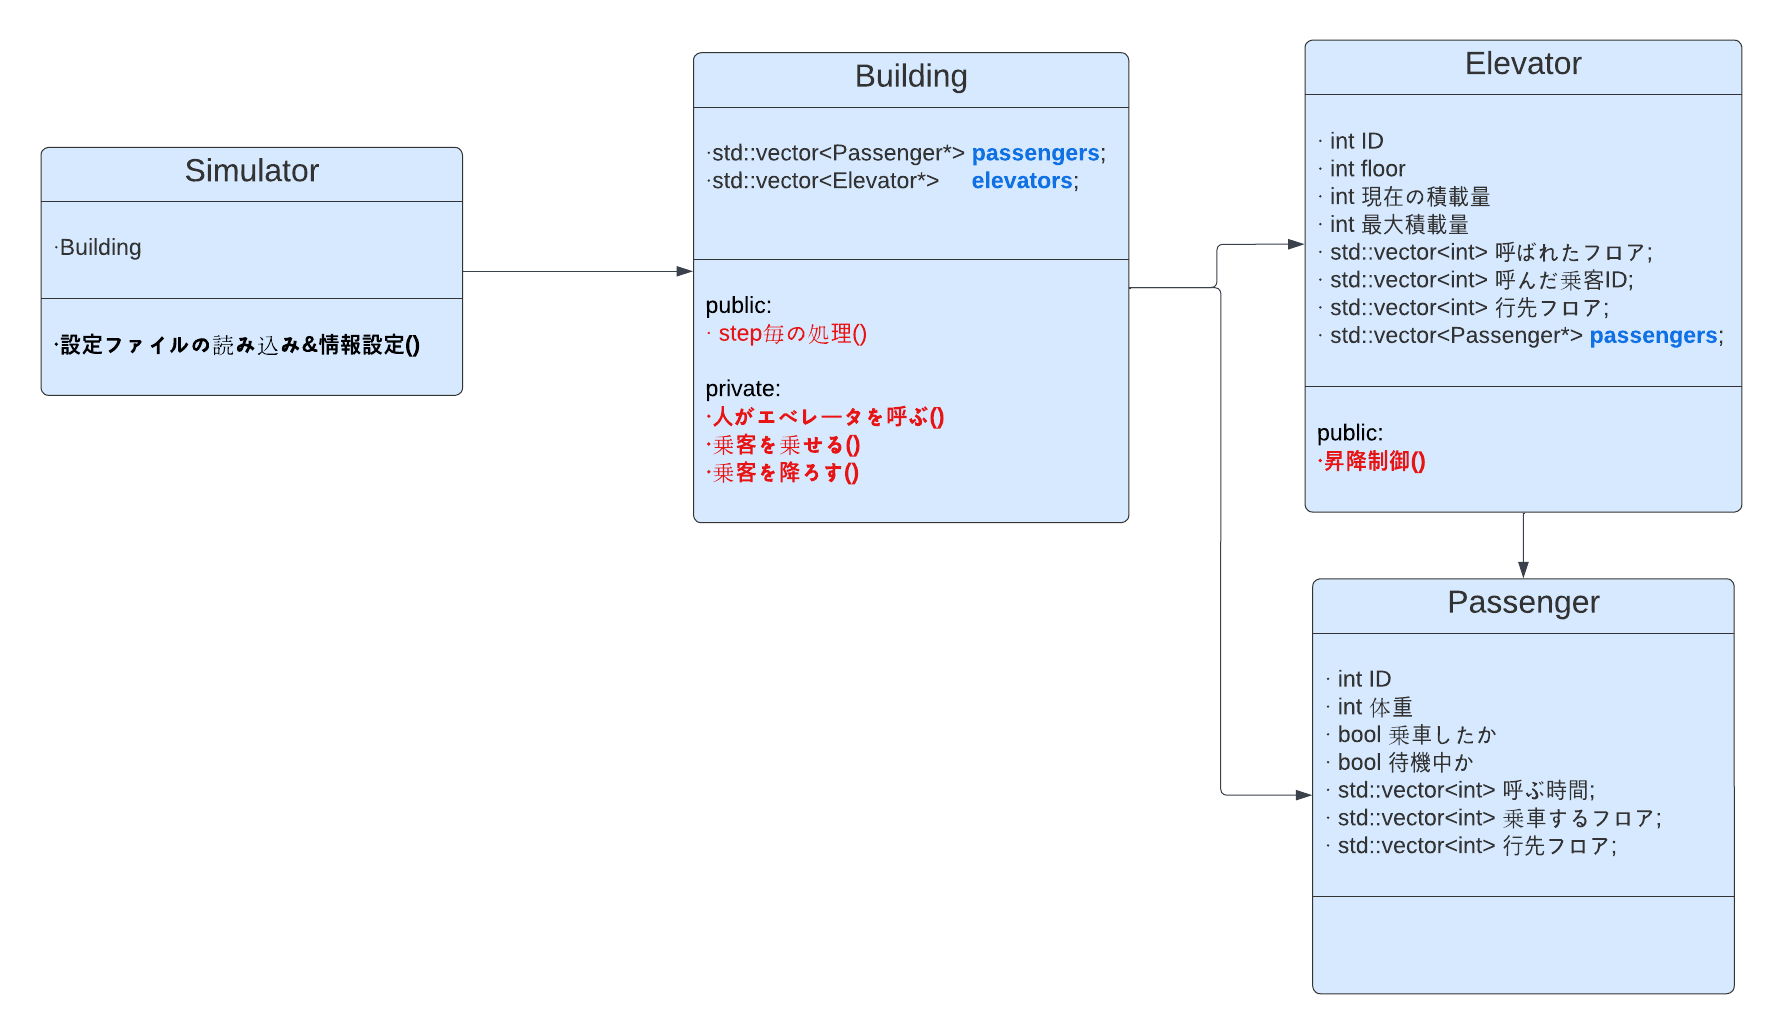 Simulator
·Building
·設定ファイルの読み込み&情報設定()
Building
·std::vector<Passenger*> passengers;
·std::vector<Elevator*> elevators;
public:
· step毎の処理()
private:
·人がエベレータを呼ぶ()
·乗客を乗せる()
·乗客を降ろす()
Elevator
· int ID
· int floor
· int 現在の積載量
· int 最大積載量
· std::vector<int> 呼ばれたフロア;
· std::vector<int> 呼んだ乗客ID;
· std::vector<int> 行先フロア;
· std::vector<Passenger*> passengers;
public:
·昇降制御()
Passenger
· int ID
· int 体重
· bool 乗車したか
· bool 待機中か
· std::vector<int> 呼ぶ時間;
· std::vector<int> 乗車するフロア;
· std::vector<int> 行先フロア;